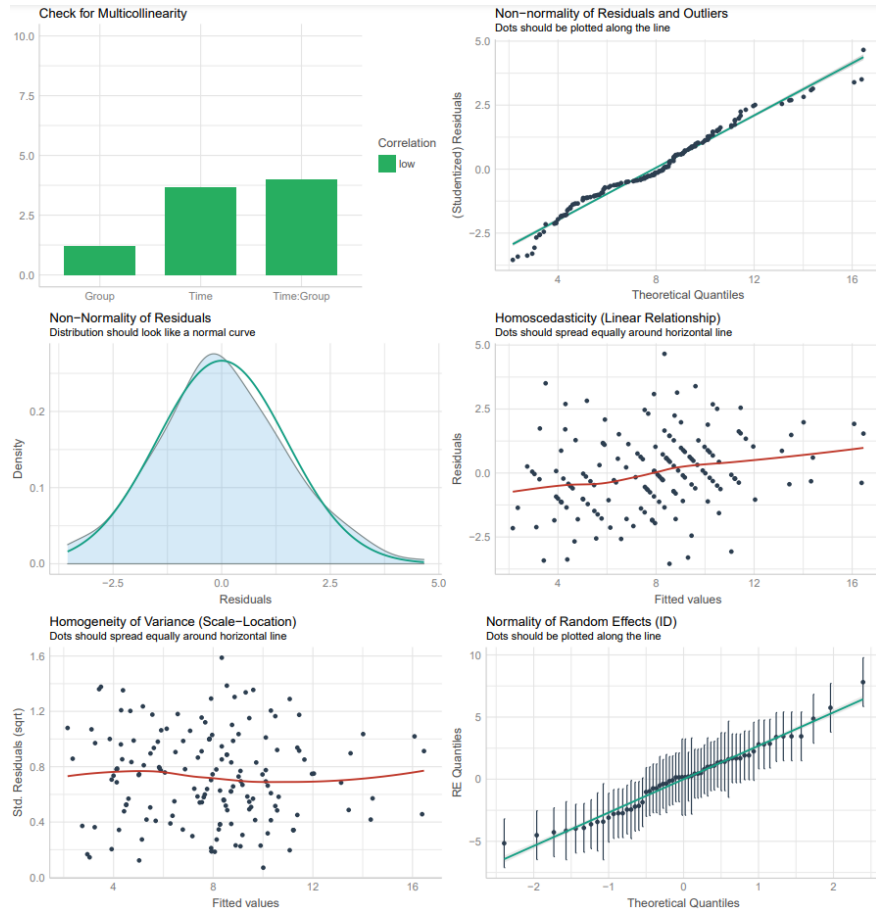 Check for Multicollinearity
10.0
7.5
5.0
2.5
0.0
Group
Time
Time:Group
Correlation
low
Non−normality of Residuals and Outliers
Dots should be plotted along the line
(Studentized) Residuals
5.0
2.5
0.0
−2.5
4
8
12
16
Theoretical Quantiles
Non−Normality of Residuals
Distribution should look like a normal curve
Density
0.2
0.1
0.0
−2.5
0.0
2.5
5.0
Residuals
Homoscedasticity (Linear Relationship)
Dots should spread equally around horizontal line
Residuals
5.0
2.5
0.0
−2.5
4
8
12
16
Fitted values
Homogeneity of Variance (Scale−Location)
Dots should spread equally around horizontal line
Std. Residuals (sqrt)
1.6
1.2
0.8
0.4
0.0
4
8
12
16
Fitted values
Normality of Random Effects (ID)
Dots should be plotted along the line
RE Quantiles
10
5
0
−5
−2
−1
0
1
2
Theoretical Quantiles